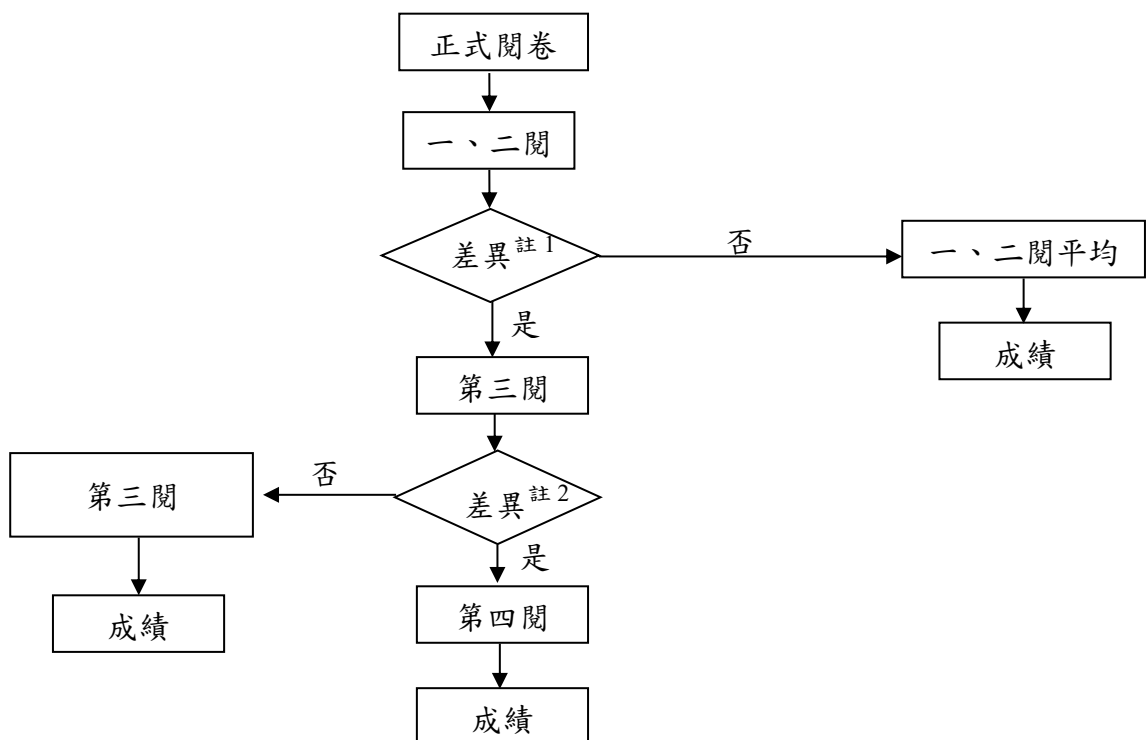 正式閱卷
一、二閱
差異註1
否
一、二閱平均
是
成績
第三閱
否
第三閱
差異註2
是
成績
第四閱
成績